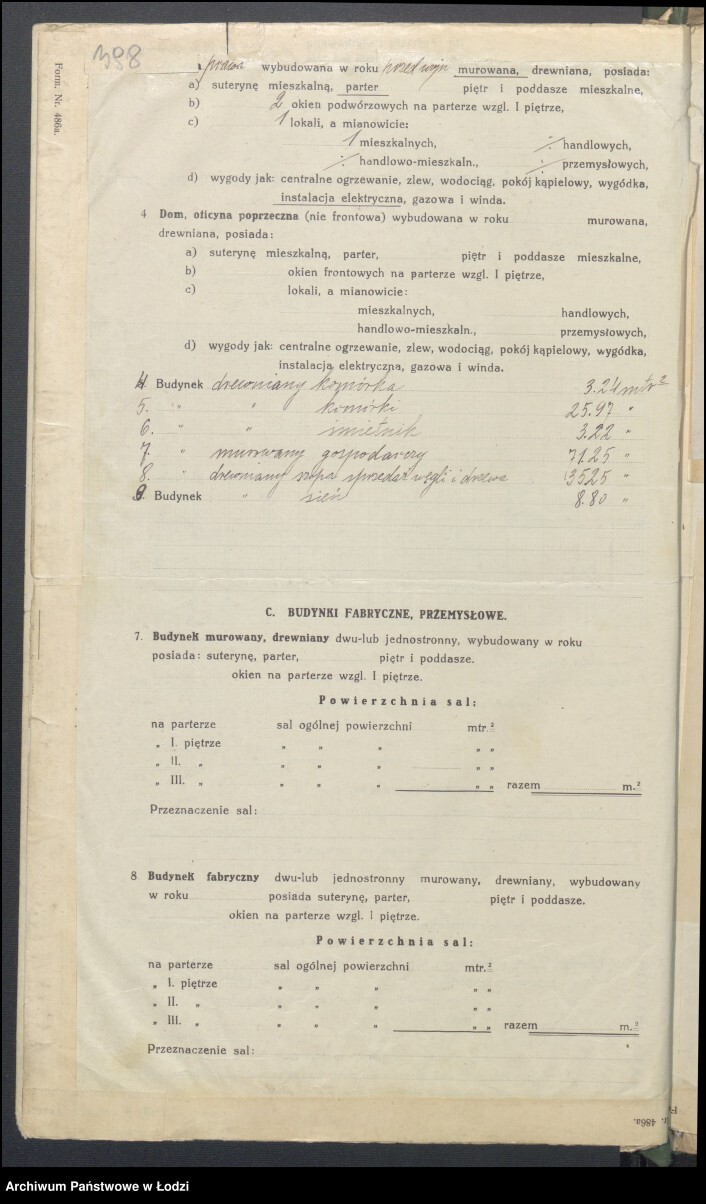 398
Form. Nr. 486a.
prawa wybudowana w roku przed wojn murowana, drewniana, posiada:
a) suterynę mieszkalną, parter piętr i poddasze mieszkalne,
b) 2 okien podwórzowych na parterze wzgl. I piętrze,
c) 1 lokali, a mianowicie:
1 mieszkalnych, ÷ handlowych,
÷ handlowo-mieszkaln., ÷ przemysłowych,
d) wygody jak: centralne ogrzewanie, zlew, wodociąg, pokój kąpielowy, wygódka,
instalacja elektryczna, gazowa i winda.
4 Dom, oficyna poprzeczna (nie frontowa) wybudowana w roku murowana,
drewniana, posiada:
a) suterynę mieszkalną, parter, piętr i poddasze mieszkalne,
b) okien frontowych na parterze wzgl. I piętrze,
c) lokali, a mianowicie:
mieszkalnych, handlowych,
handlowo-mieszkaln., przemysłowych,
d) wygody jak: centralne ogrzewanie, zlew, wodociąg, pokój kąpielowy, wygódka,
instalacja elektryczna, gazowa i winda.
4. Budynek drewniany komórka 3.24 mtr²
5. " " komórki 25.97 "
6. " " śmietnik 3.22 "
7. " murowany gospodarczy 71.25 "
8. " drewniany szopa sprzedaż węgli i drzewa 3525 "
9. Budynek " sień 8.80 "
C. BUDYNKI FABRYCZNE, PRZEMYSŁOWE.
7. Budynek murowany, drewniany dwu-lub jednostronny, wybudowany w roku
posiada: suterynę, parter, piętr i poddasze.
okien na parterze wzgl. I piętrze.
Powierzchnia sal:
na parterze sal ogólnej powierzchni mtr.²
" I. piętrze " " " " "
" II. " " " " " "
" III. " " " " " " razem m.²
Przeznaczenie sal:
8 Budynek fabryczny dwu-lub jednostronny murowany, drewniany, wybudowany
w roku posiada suterynę, parter, piętr i poddasze.
okien na parterze wzgl. I piętrze.
Powierzchnia sal:
na parterze sal ogólnej powierzchni mtr.²
" I. piętrze " " " " "
" II. " " " " " "
" III. " " " " " " razem m.²
Przeznaczenie sal:
r. 486a.
Archiwum Państwowe w Łodzi